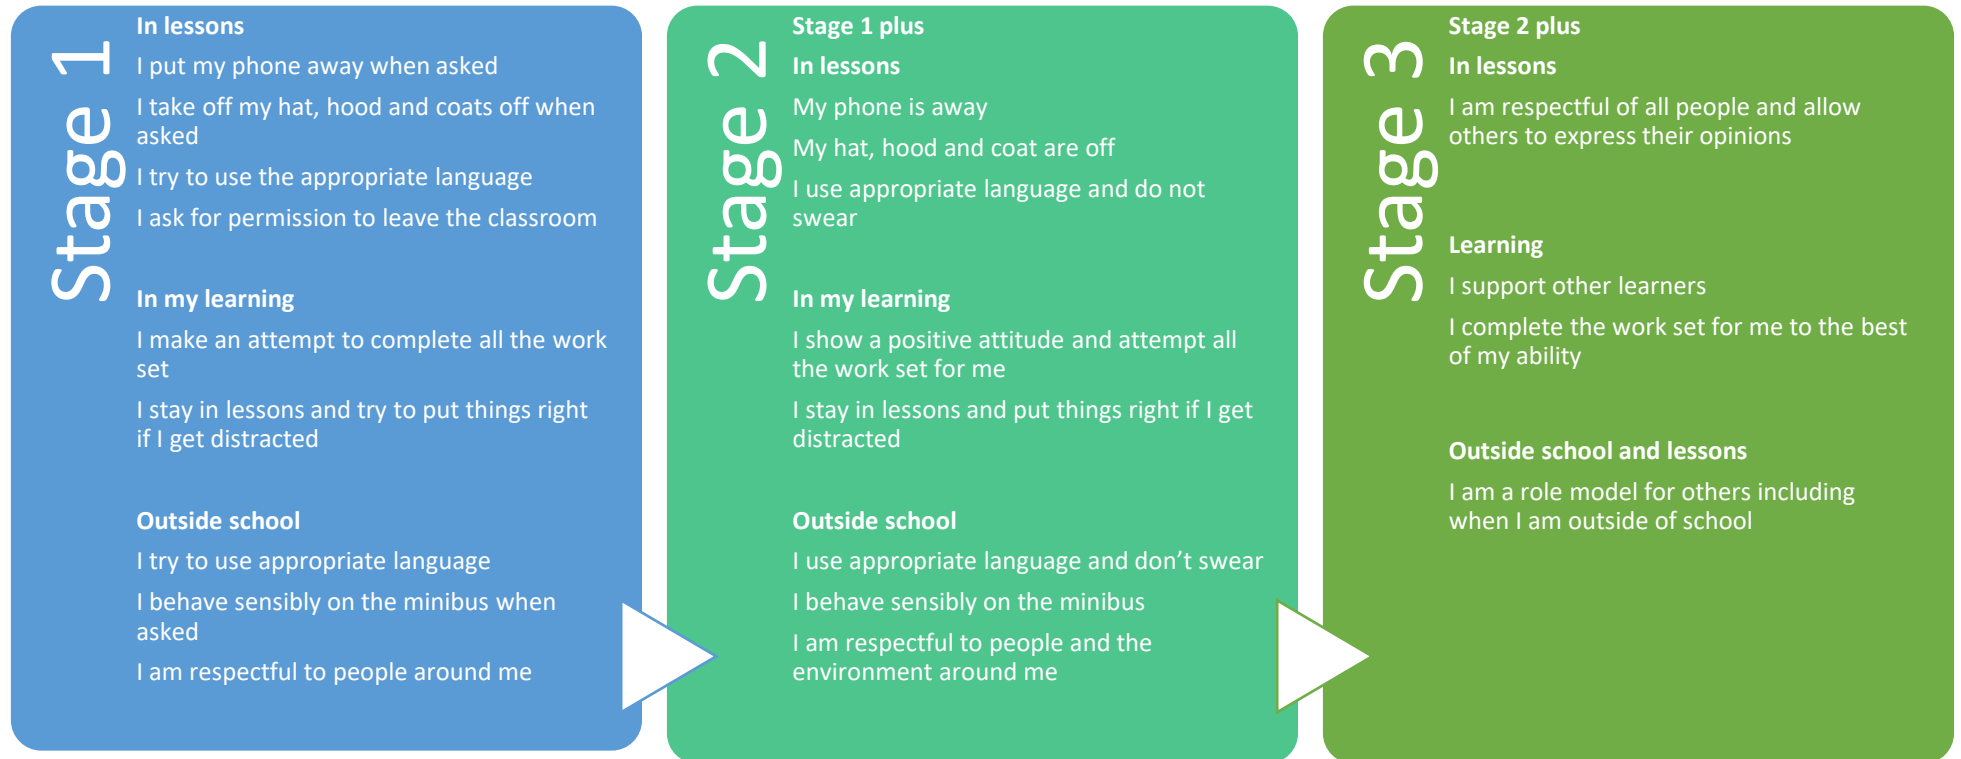 Stage 1
In lessons
I put my phone away when asked
I take off my hat, hood and coats off when
asked
I try to use the appropriate language
I ask for permission to leave the classroom
In my learning
I make an attempt to complete all the work
set
I stay in lessons and try to put things right
if I get distracted
Outside school
I try to use appropriate language
I behave sensibly on the minibus when
asked
I am respectful to people around me
Stage 2
Stage 1 plus
In lessons
My phone is away
My hat, hood and coat are off
I use appropriate language and do not
swear
In my learning
I show a positive attitude and attempt all
the work set for me
I stay in lessons and put things right if I get
distracted
Outside school
I use appropriate language and don’t swear
I behave sensibly on the minibus
I am respectful to people and the
environment around me
Stage 3
Stage 2 plus
In lessons
I am respectful of all people and allow
others to express their opinions
Learning
I support other learners
I complete the work set for me to the best
of my ability
Outside school and lessons
I am a role model for others including
when I am outside of school